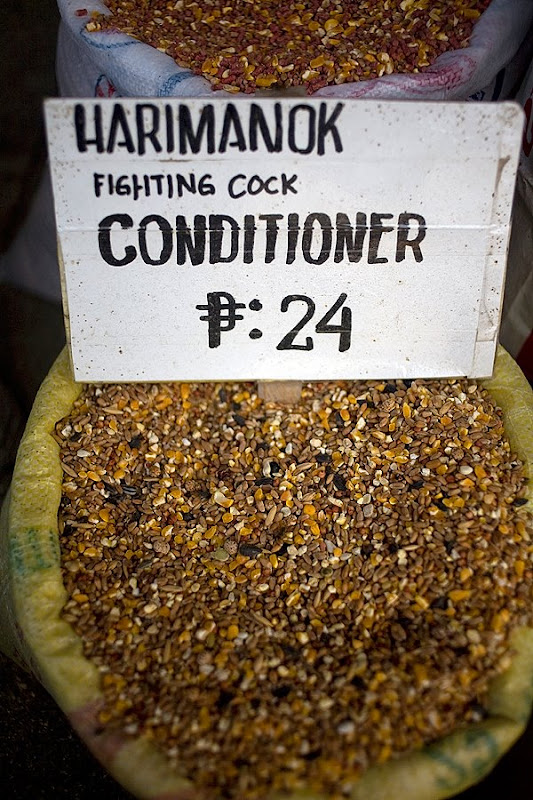 HARIMANOK
FIGHTING COCK
CONDITIONER
₱: 24